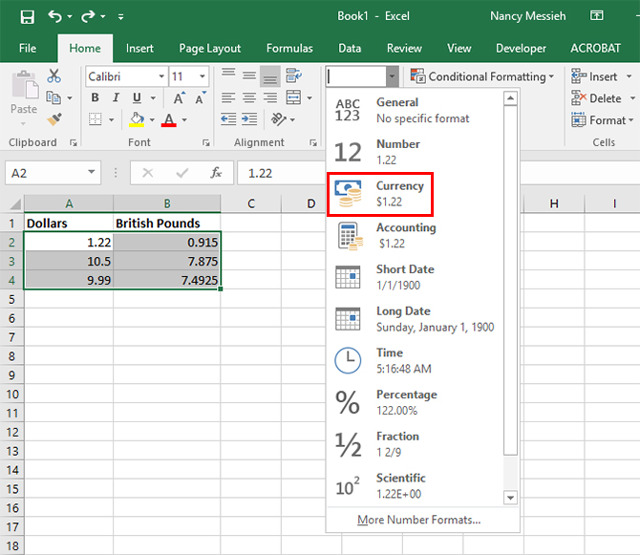 Book1 - Excel
Nancy Messieh
File Home Insert Page Layout Formulas Data Review View Developer ACROBAT
Paste
Calibri 11
B I U A A
Clipboard
Font
Alignment
Conditional Formatting
Insert
Delete
Format
Cells
A2
fx 1.22
A B C D H I
1 Dollars British Pounds
2 1.22 0.915
3 10.5 7.875
4 9.99 7.4925
5
6
7
8
9
10
11
12
13
14
15
16
17
18
ABC
123
General
No specific format
12
Number
1.22
Currency
$1.22
Accounting
$1.22
Short Date
1/1/1900
Long Date
Sunday, January 1, 1900
Time
5:16:48 AM
%
Percentage
122.00%
½
Fraction
1 2/9
10²
Scientific
1.22E+00
More Number Formats...